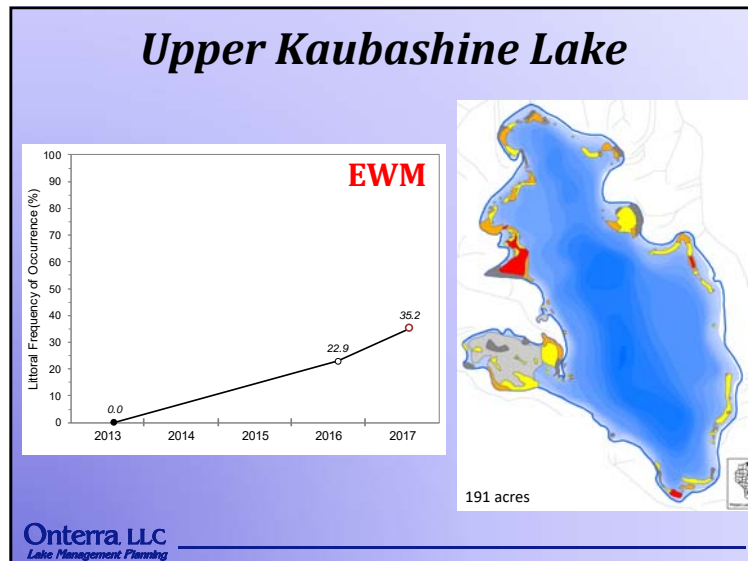 Upper Kaubashine Lake
EWM
Littoral Frequency of Occurrence (%)
100
90
80
70
60
50
40
30
20
10
0
0.0
22.9
35.2
2013 2014 2015 2016 2017
191 acres
Onterra, LLC
Lake Management Planning